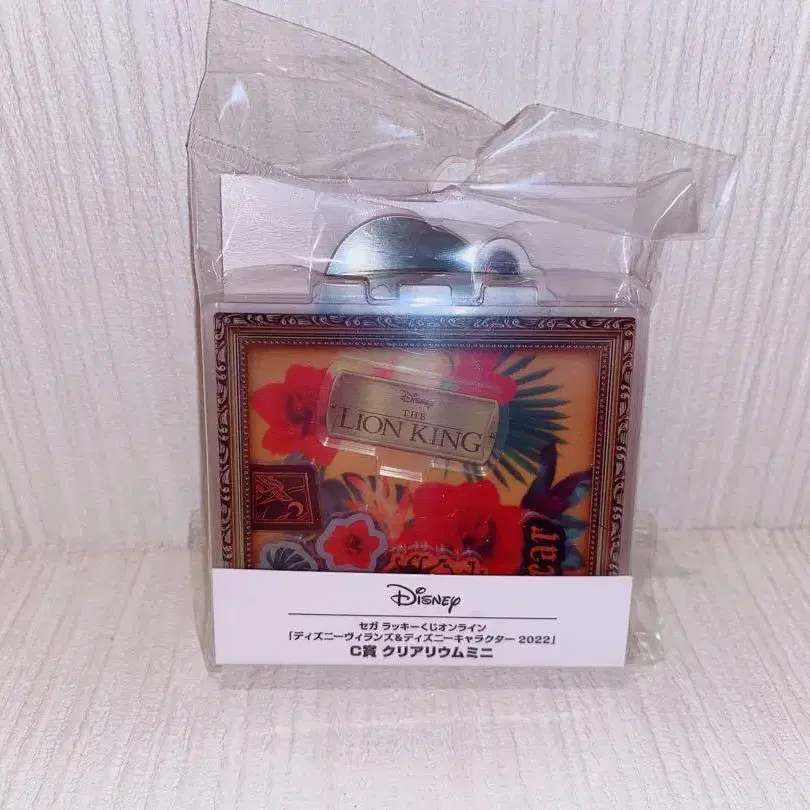 Disney
THE
LION KING
scar
Disney
セガ ラッキーくじオンライン
「ディズニーヴィランズ&ディズニーキャラクター 2022」
C賞 クリアリウムミニ